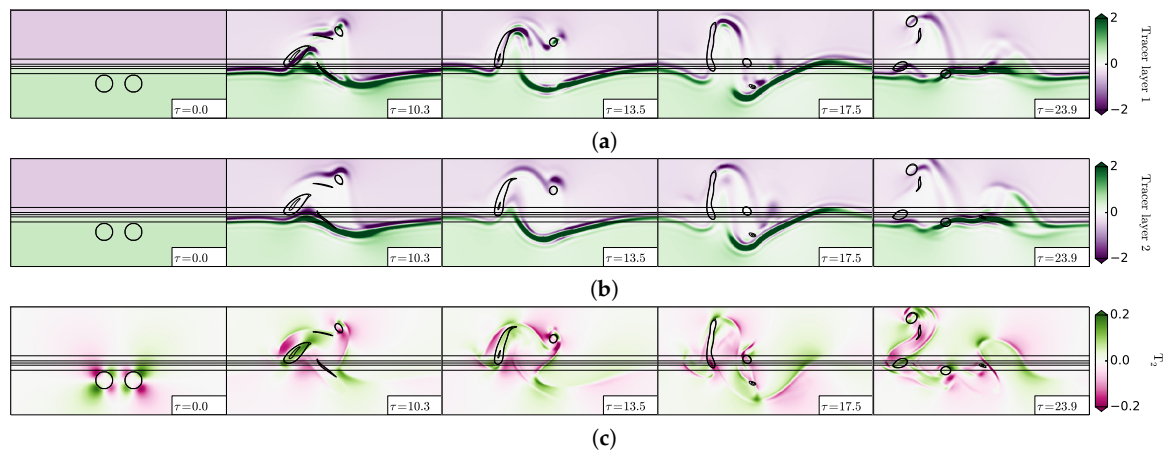 2
Tracer layer 1
0
−2
τ=0.0
τ=10.3
τ=13.5
τ=17.5
τ=23.9
(a)
2
Tracer layer 2
0
−2
τ=0.0
τ=10.3
τ=13.5
τ=17.5
τ=23.9
(b)
0.2
T₂
0.0
−0.2
τ=0.0
τ=10.3
τ=13.5
τ=17.5
τ=23.9
(c)